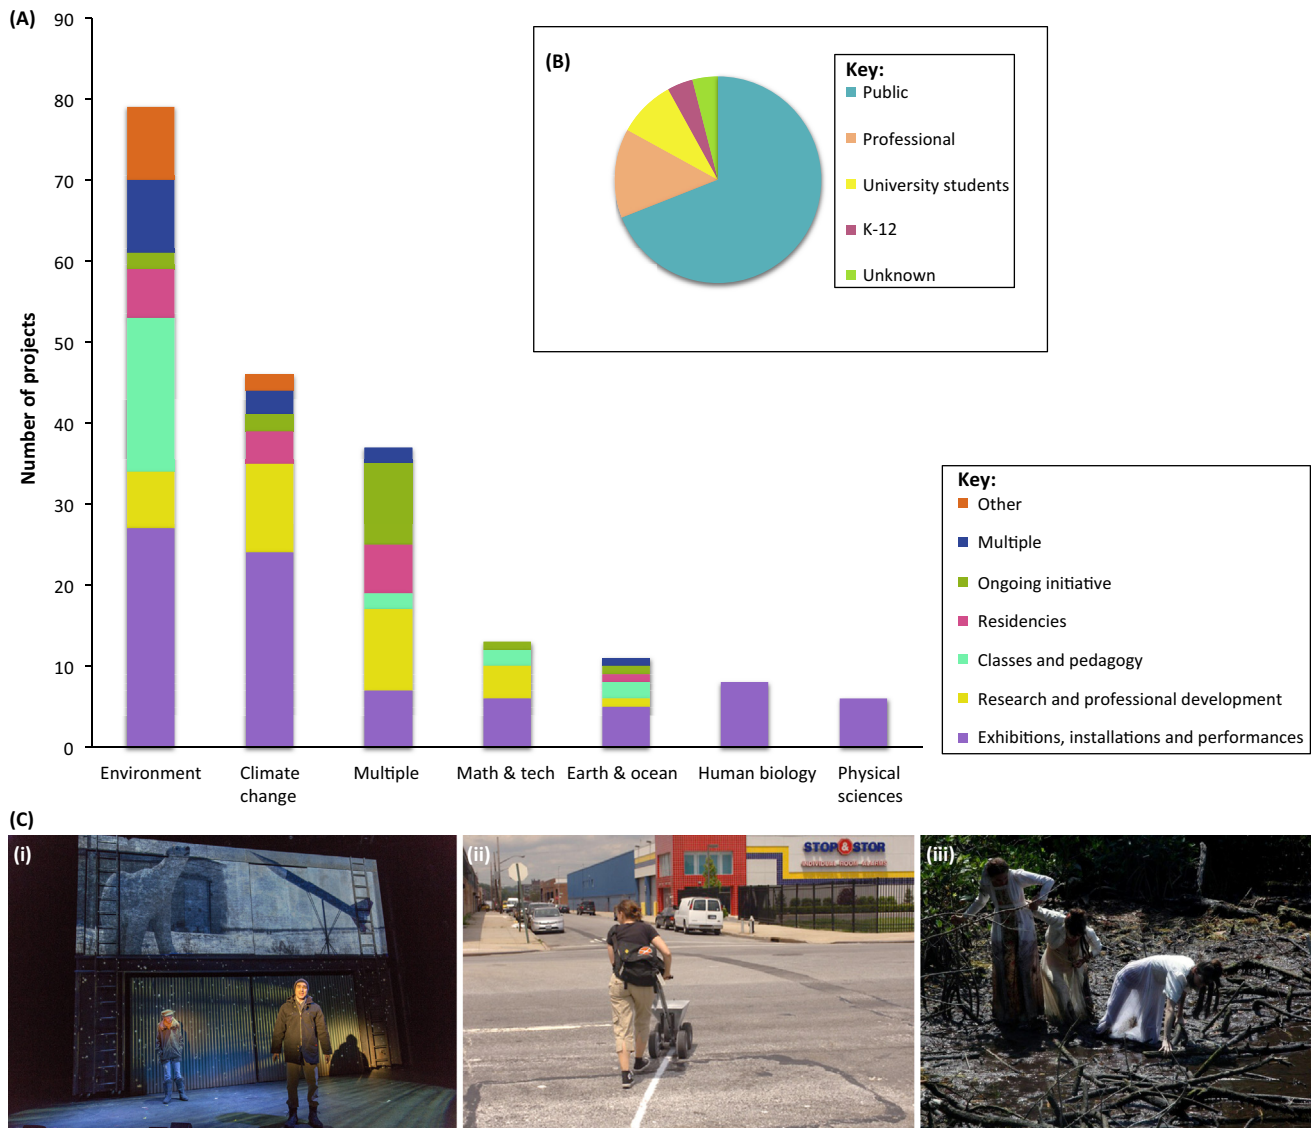 (A)
90
80
70
60
50
40
30
20
10
0
Number of projects
Environment
Climate
change
Multiple
Math & tech
Earth & ocean
Human biology
Physical
sciences
(B)
Key:
Public
Professional
University students
K-12
Unknown
Key:
Other
Multiple
Ongoing initiative
Residencies
Classes and pedagogy
Research and professional development
Exhibitions, installations and performances
(C)
(i)
(ii)
STOP & STOR
(iii)